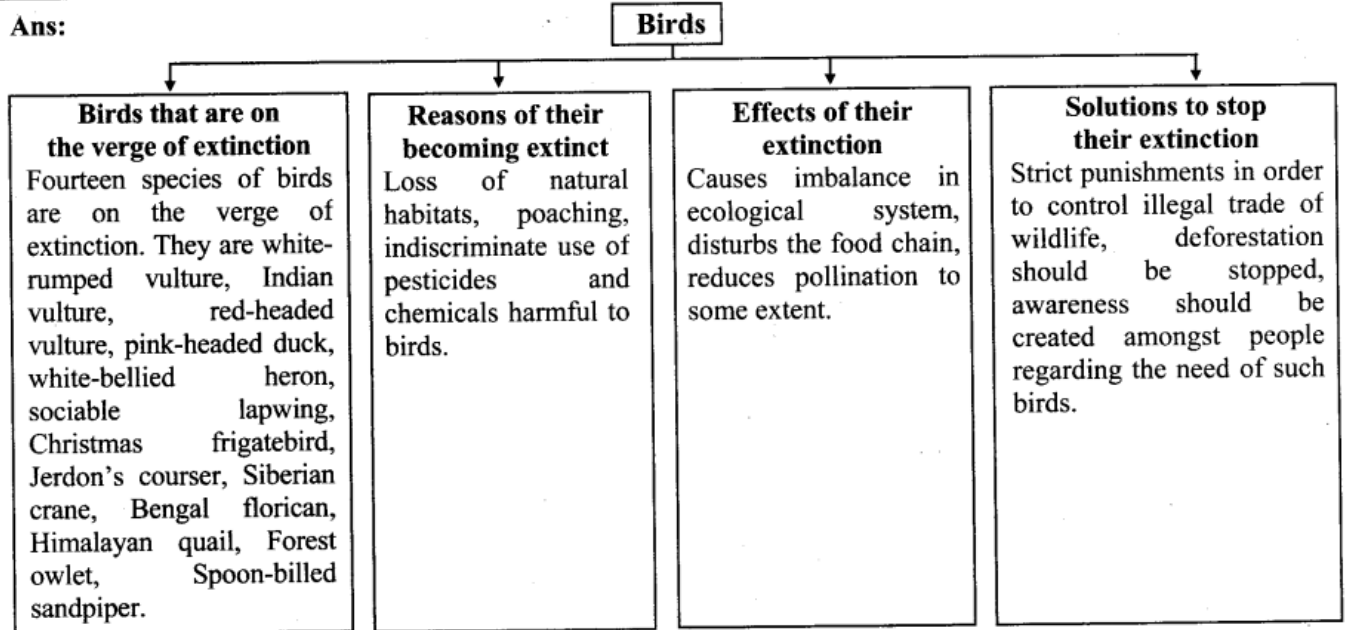 Ans:
Birds
Birds that are on
the verge of extinction
Fourteen species of birds
are on the verge of
extinction. They are white-
rumped vulture, Indian
vulture, red-headed
vulture, pink-headed duck,
white-bellied heron,
sociable lapwing,
Christmas frigatebird,
Jerdon's courser, Siberian
crane, Bengal florican,
Himalayan quail, Forest
owlet, Spoon-billed
sandpiper.
Reasons of their
becoming extinct
Loss of natural
habitats, poaching,
indiscriminate use of
pesticides and
chemicals harmful to
birds.
Effects of their
extinction
Causes imbalance in
ecological system,
disturbs the food chain,
reduces pollination to
some extent.
Solutions to stop
their extinction
Strict punishments in order
to control illegal trade of
wildlife, deforestation
should be stopped,
awareness should be
created amongst people
regarding the need of such
birds.